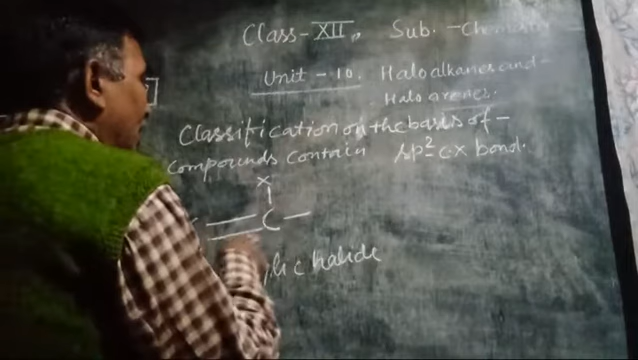 Class-XII, Sub. - Chemistry
Unit - 10. Haloalkanes and
Haloarenes.
Classification on the basis of -
Compounds contain sp² C-X bond.
X
= C -
halide